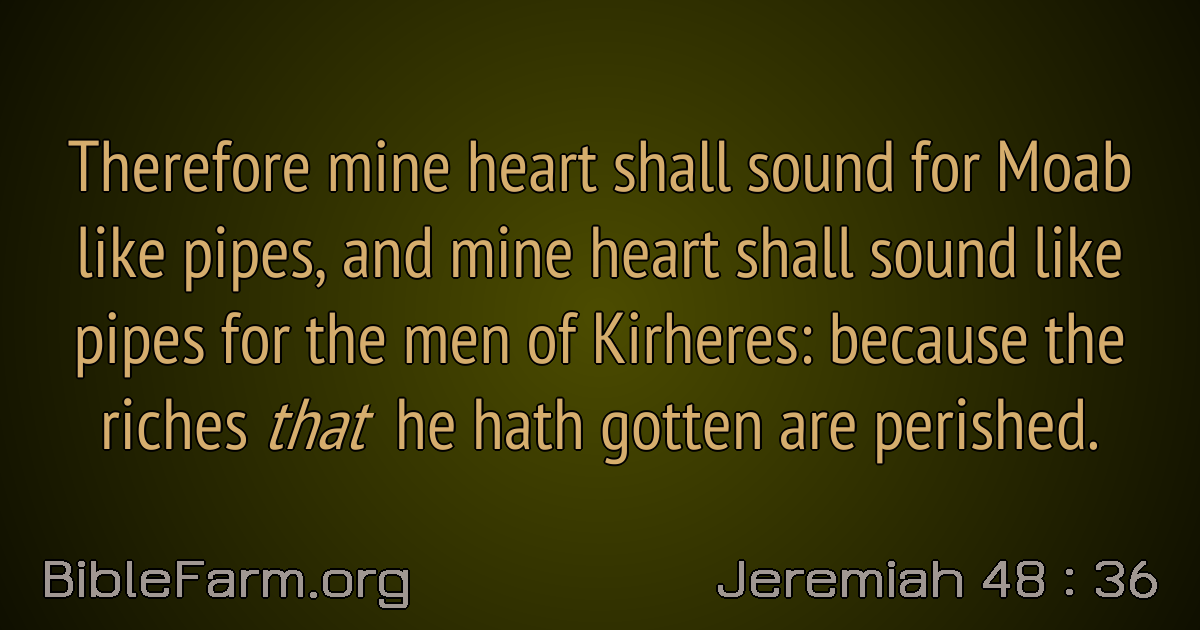 Therefore mine heart shall sound for Moab
like pipes, and mine heart shall sound like
pipes for the men of Kirheres: because the
riches that he hath gotten are perished.
BibleFarm.org
Jeremiah 48 : 36